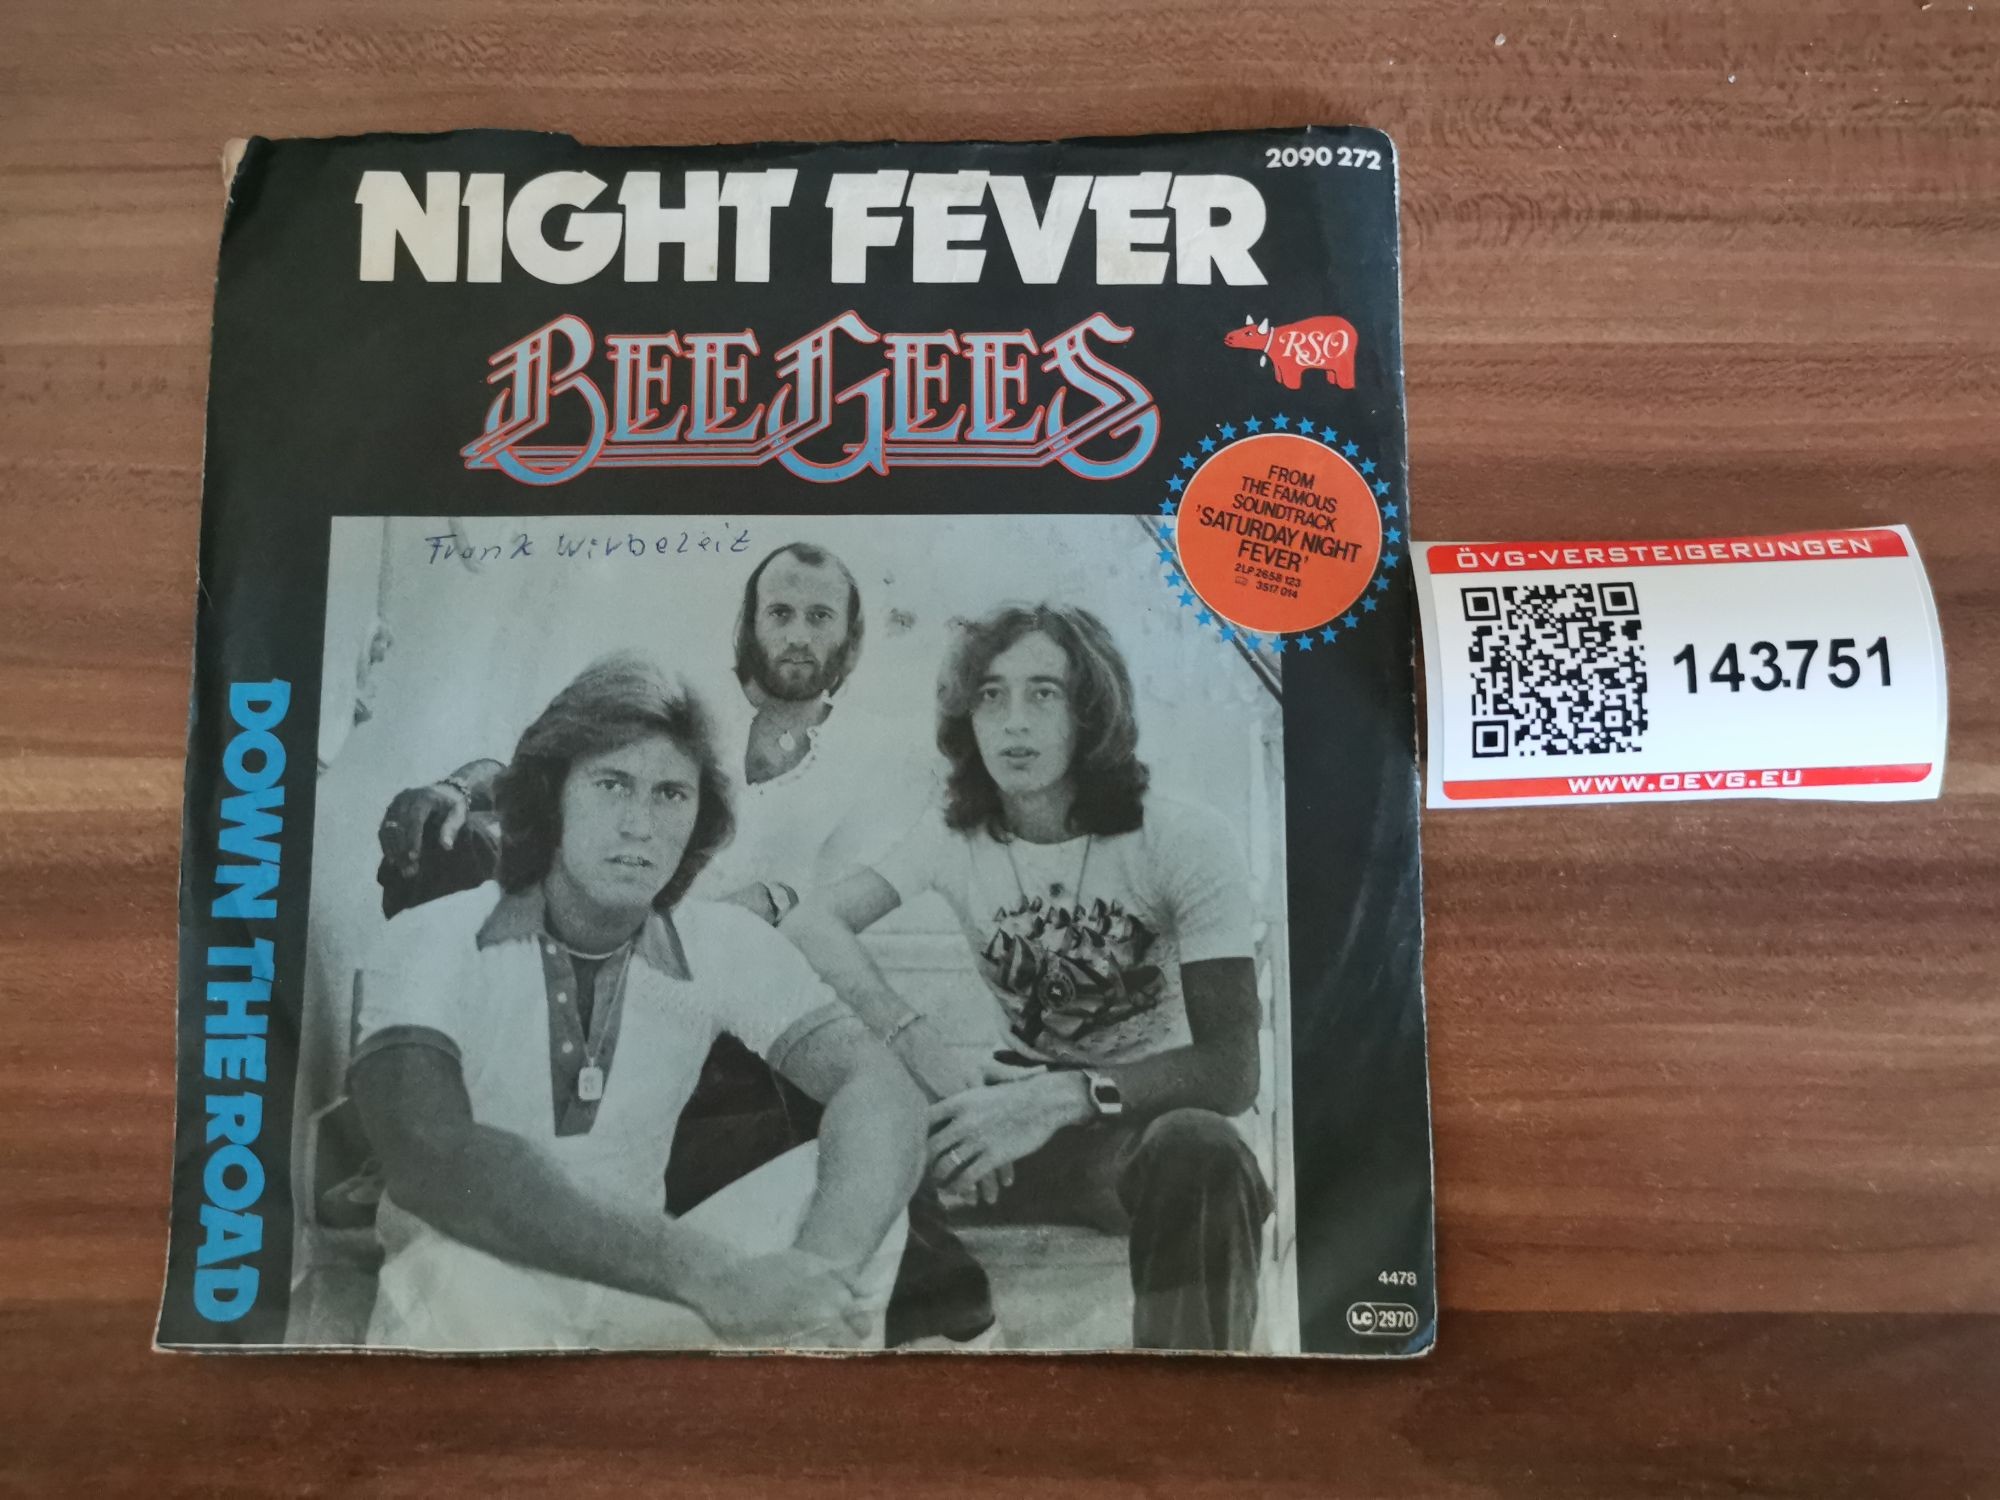 2090 272
NIGHT FEVER
BEE GEES
RSO
FROM
THE FAMOUS
SOUNDTRACK
'SATURDAY NIGHT
FEVER'
2LP 2658 123
3517 014
Frank Wirbeleit
DOWN THE ROAD
4478
LC 2970
ÖVG-VERSTEIGERUNGEN
143.751
WWW.OEVG.EU